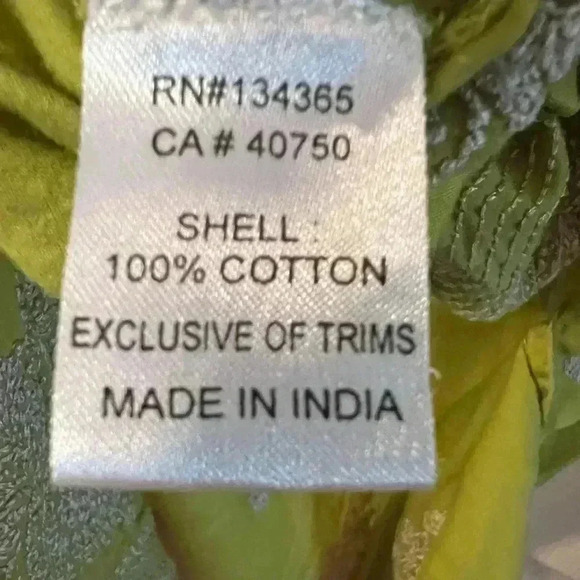 RN#134365
CA # 40750
SHELL :
100% COTTON
EXCLUSIVE OF TRIMS
MADE IN INDIA